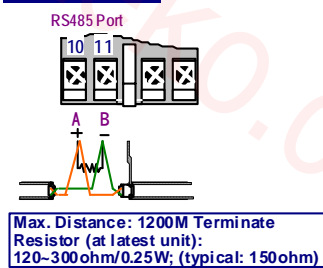 RS485 Port
10 11
A B
+ −
Max. Distance: 1200M Terminate
Resistor (at latest unit):
120~300ohm/0.25W; (typical: 150ohm)